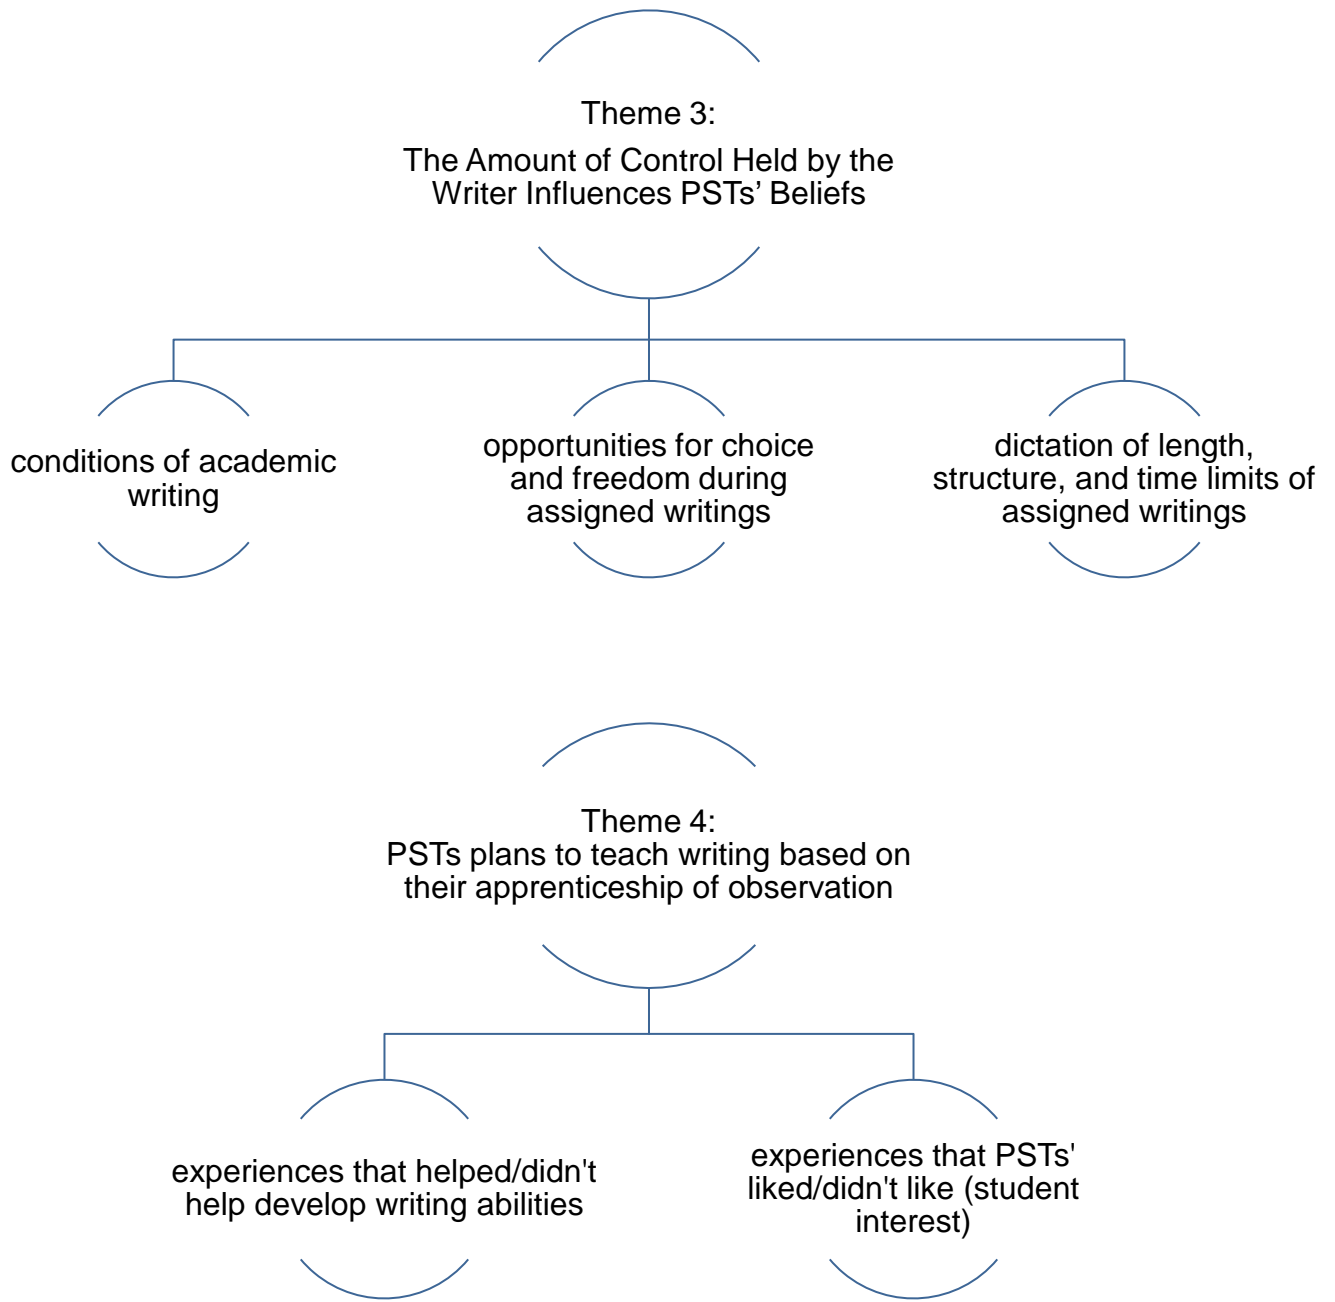 Theme 3:
The Amount of Control Held by the
Writer Influences PSTs’ Beliefs
conditions of academic
writing
opportunities for choice
and freedom during
assigned writings
dictation of length,
structure, and time limits of
assigned writings
Theme 4:
PSTs plans to teach writing based on
their apprenticeship of observation
experiences that helped/didn't
help develop writing abilities
experiences that PSTs'
liked/didn't like (student
interest)